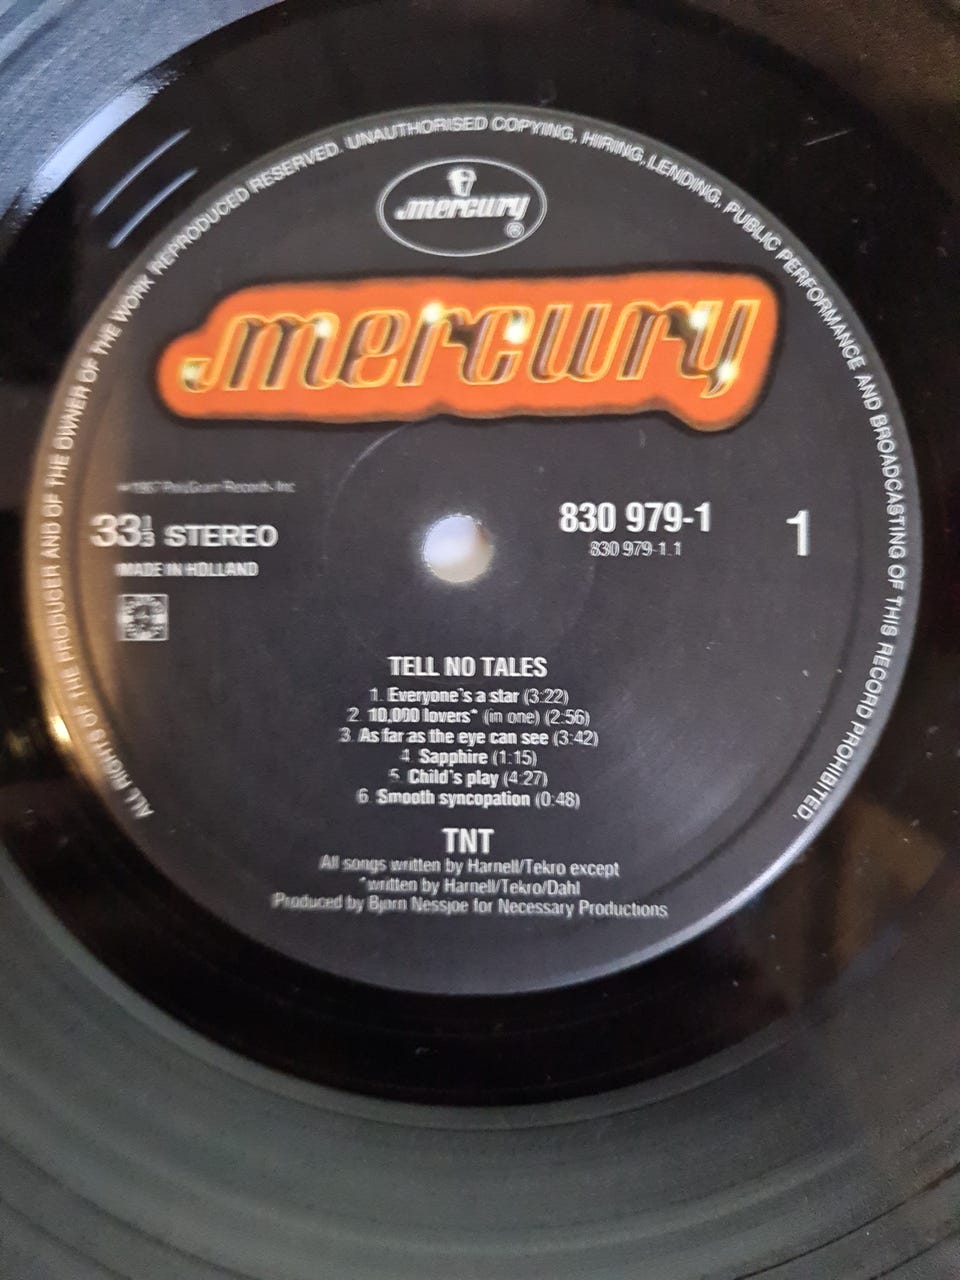 ALL RIGHTS OF THE PRODUCER AND OF THE OWNER OF THE WORK REPRODUCED RESERVED. UNAUTHORISED COPYING, HIRING, LENDING, PUBLIC PERFORMANCE AND BROADCASTING OF THIS RECORD PROHIBITED.
mercury
®
mercury
1987 PolyGram Records Inc
33⅓ STEREO
MADE IN HOLLAND
830 979-1
830 979-1.1
1
TELL NO TALES
1. Everyone's a star (3:22)
2. 10,000 lovers* (in one) (2:56)
3. As far as the eye can see (3:42)
4. Sapphire (1:15)
5. Child's play (4:27)
6. Smooth syncopation (0:48)
TNT
All songs written by Harnell/Tekro except
*written by Harnell/Tekro/Dahl
Produced by Bjørn Nessjoe for Necessary Productions